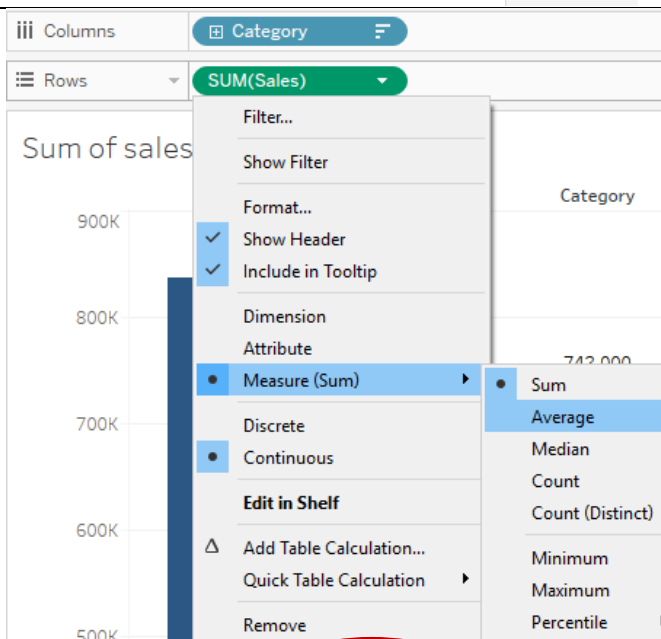 Columns
Category
Rows
SUM(Sales)
Sum of sales
Filter...
Show Filter
Format...
Show Header
Include in Tooltip
Dimension
Attribute
Measure (Sum)
Discrete
Continuous
Edit in Shelf
Add Table Calculation...
Quick Table Calculation
Remove
Category
900K
800K
700K
600K
500K
742,000
Sum
Average
Median
Count
Count (Distinct)
Minimum
Maximum
Percentile